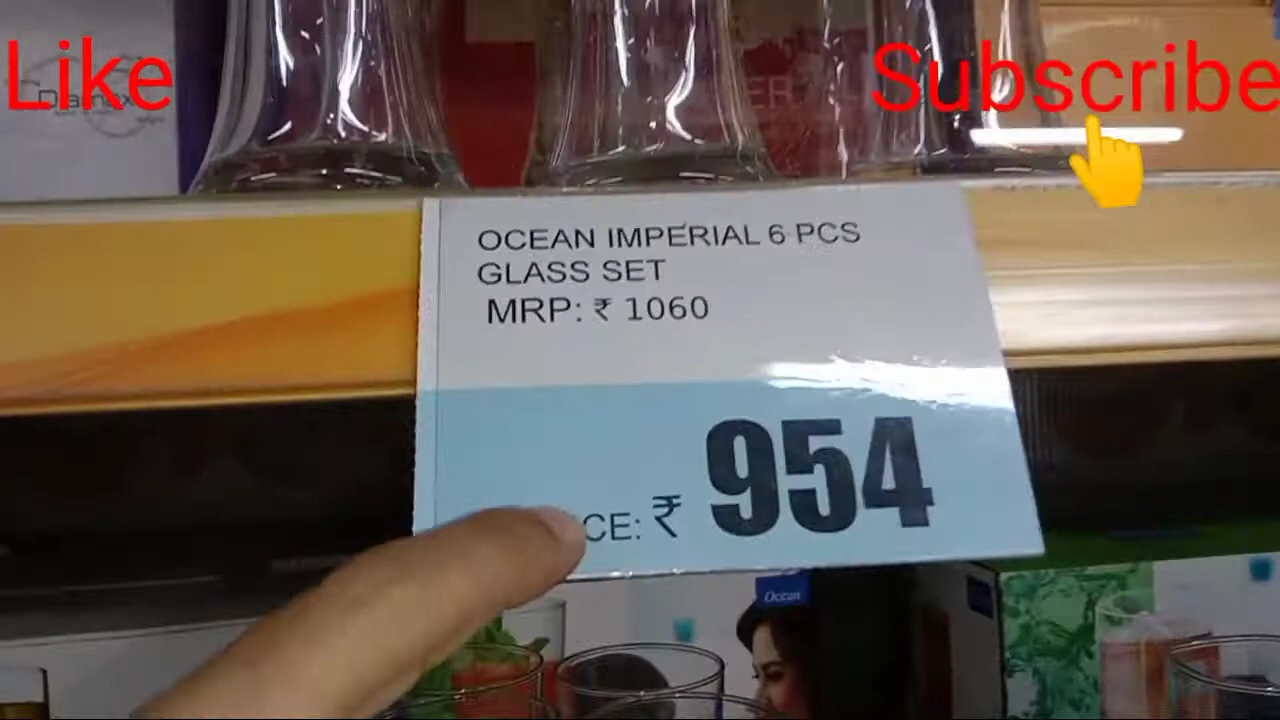 Like
Subscribe
OCEAN IMPERIAL 6 PCS
GLASS SET
MRP: ₹ 1060
CE: ₹ 954
Ocean